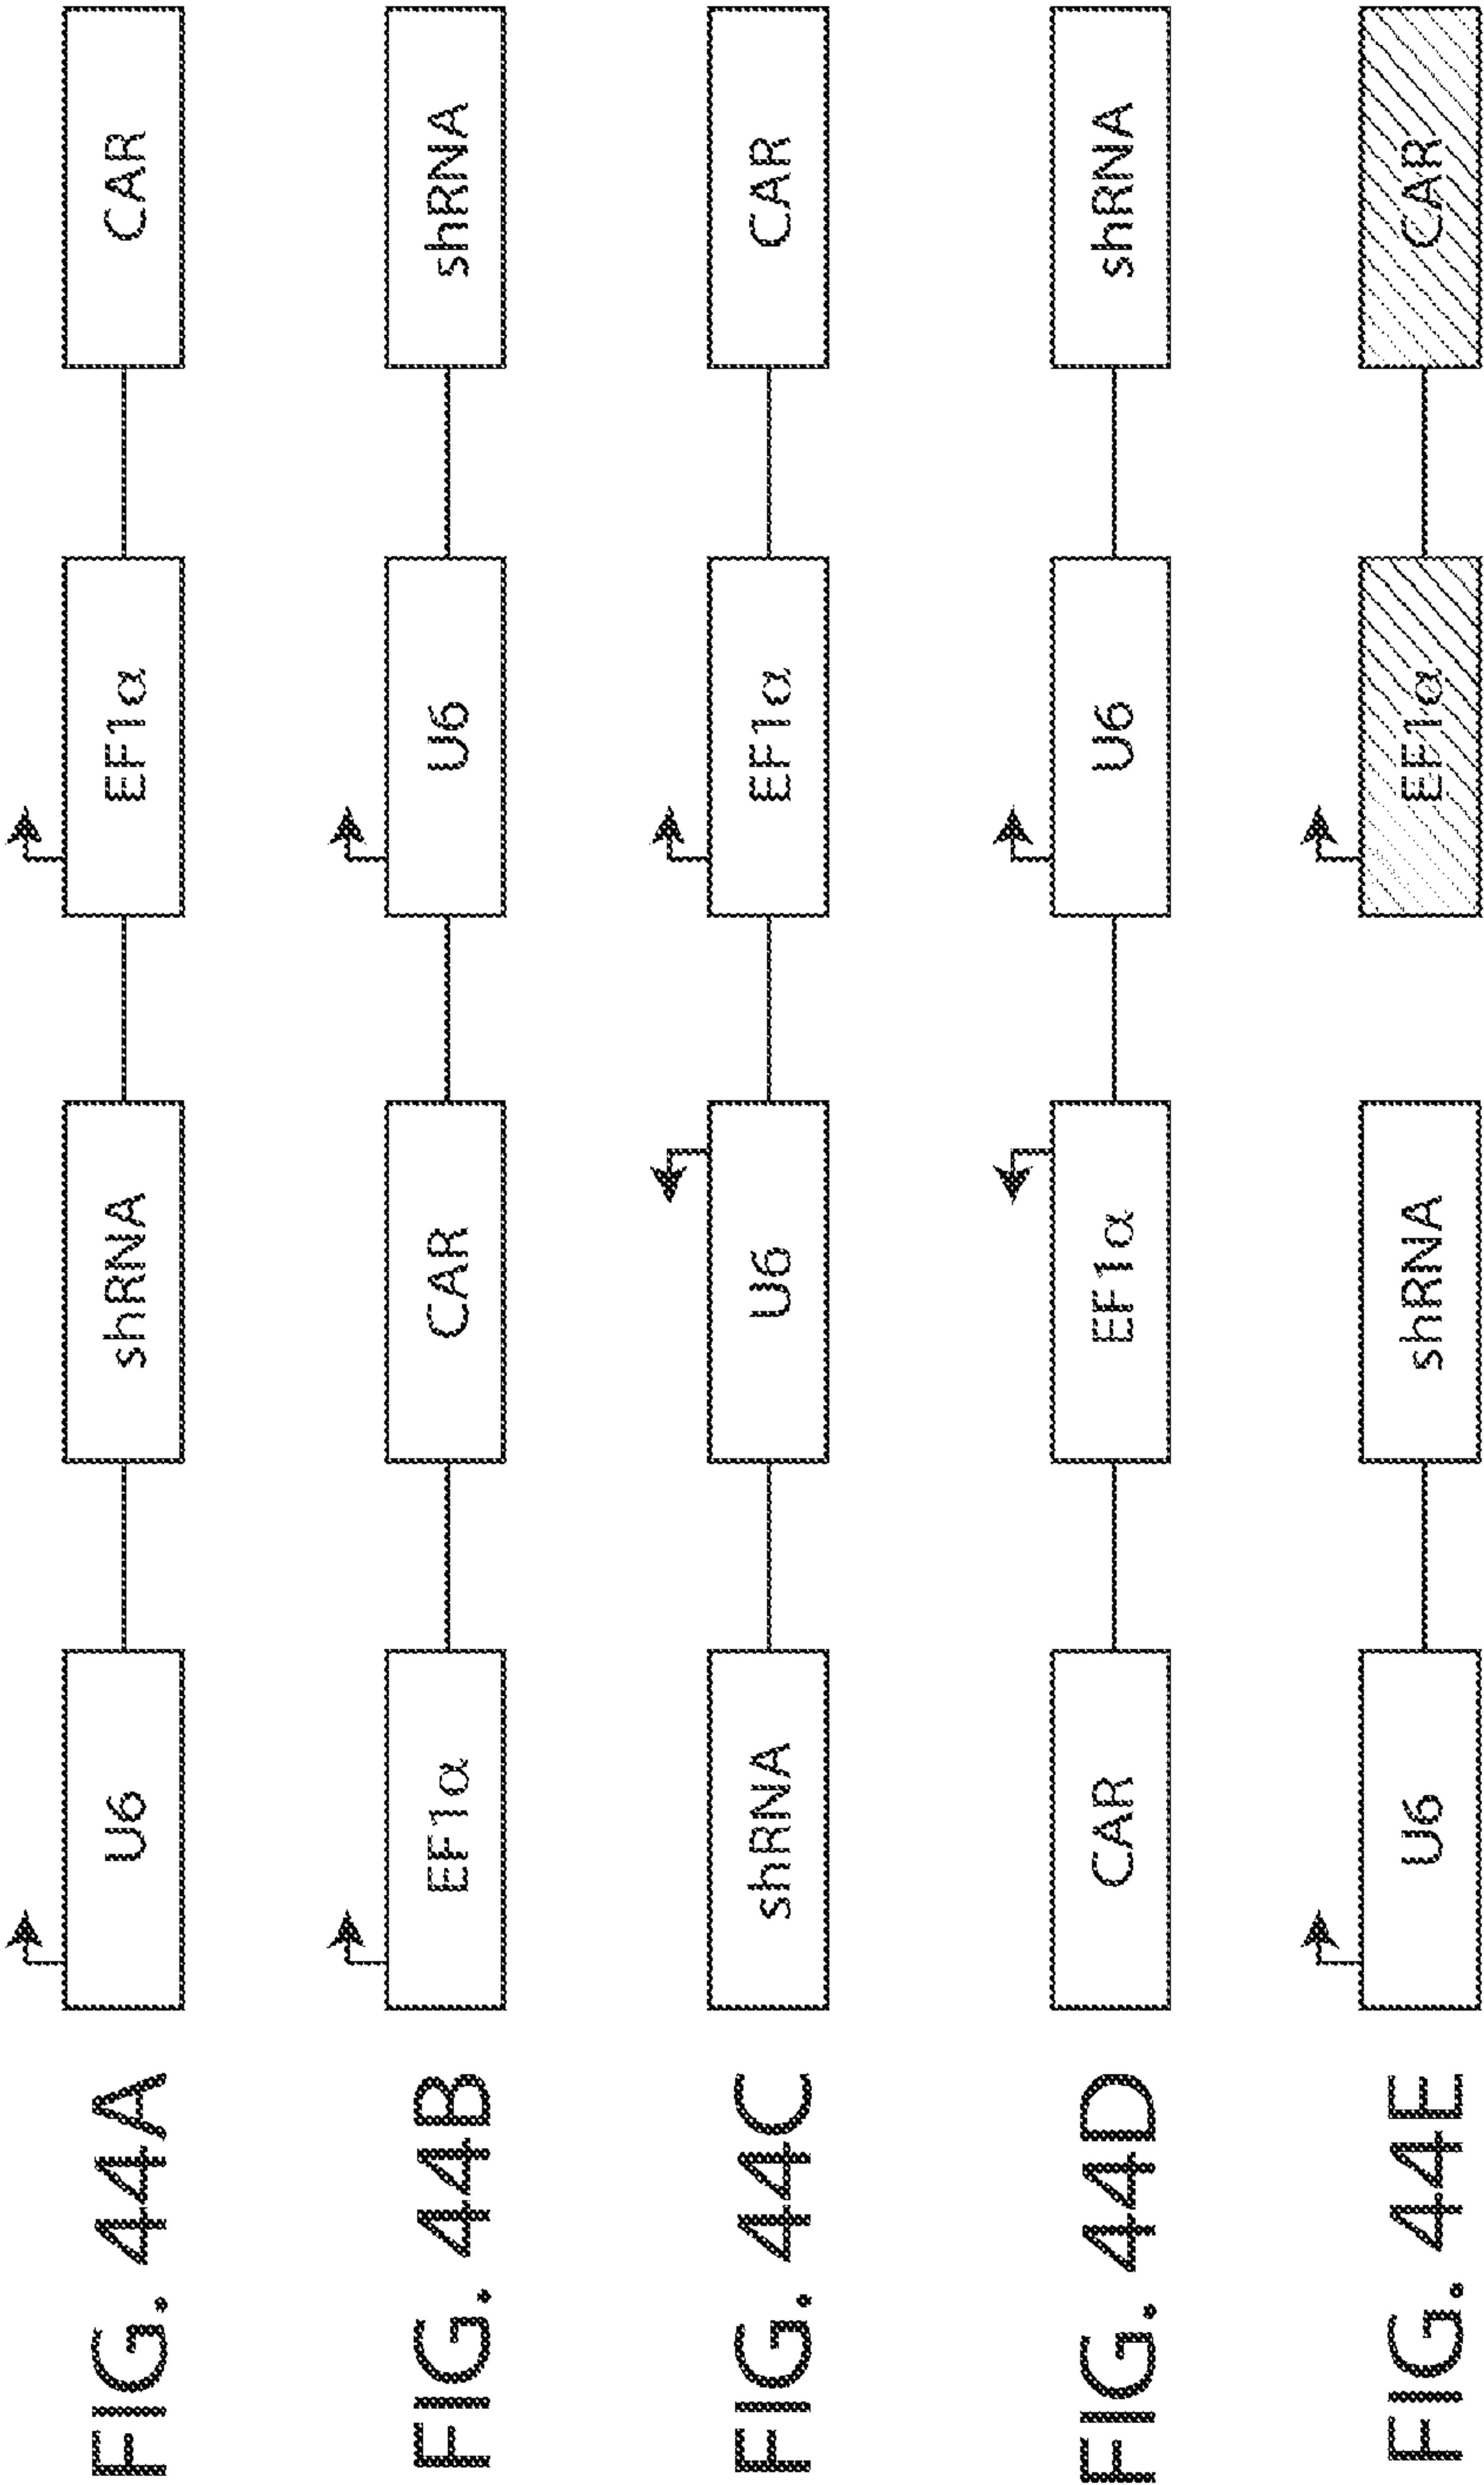 FIG. 44A U6 shRNA EF1α CAR
FIG. 44B EF1α CAR U6 shRNA
FIG. 44C shRNA U6 EF1α CAR
FIG. 44D CAR EF1α U6 shRNA
FIG. 44E U6 shRNA EF1α CAR